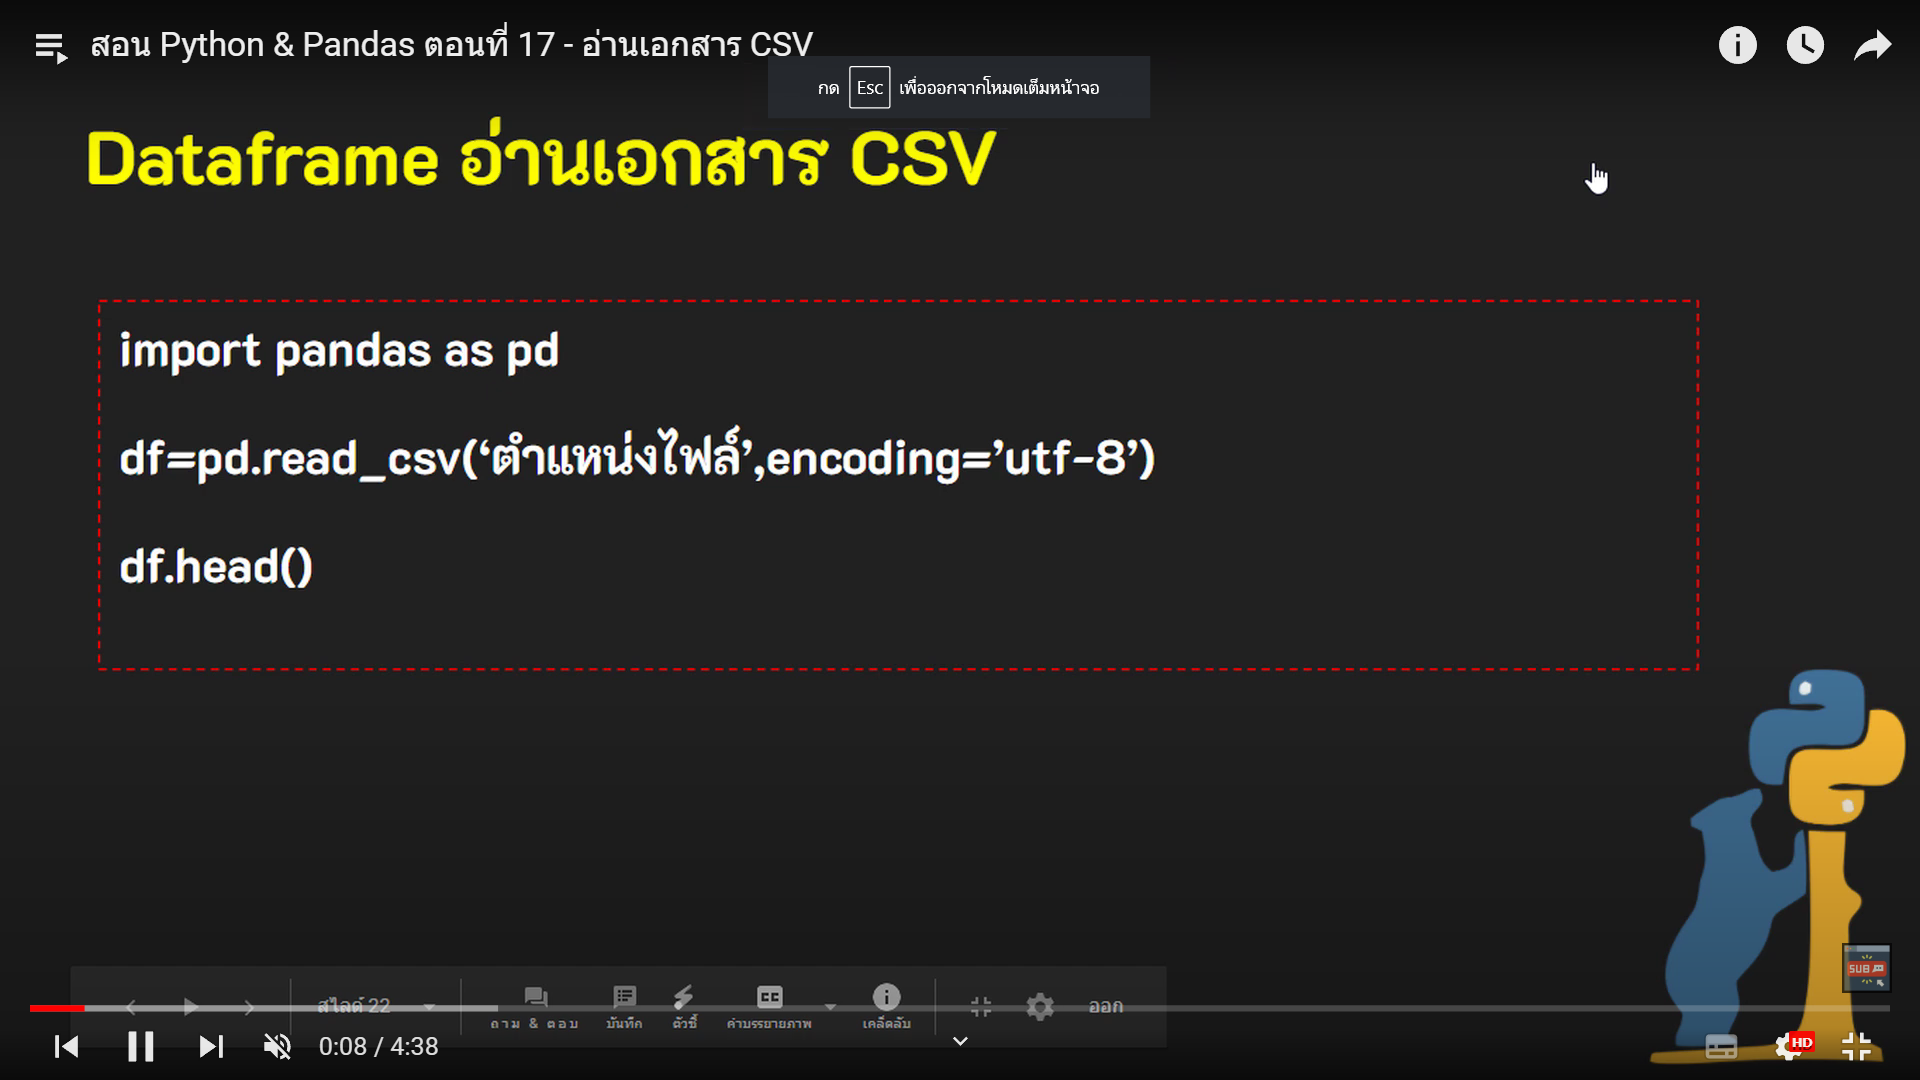 สอน Python & Pandas ตอนที่ 17 - อ่านเอกสาร CSV
กด Esc เพื่อออกจากโหมดเต็มหน้าจอ
Dataframe อ่านเอกสาร CSV
import pandas as pd
df=pd.read_csv(‘ตำแหน่งไฟล์’,encoding=’utf-8’)
df.head()
SUB
สไลด์ 22
ถาม & ตอบ
บันทึก
ตัวชี้
CC
คำบรรยายภาพ
เคล็ดลับ
ออก
0:08 / 4:38
HD